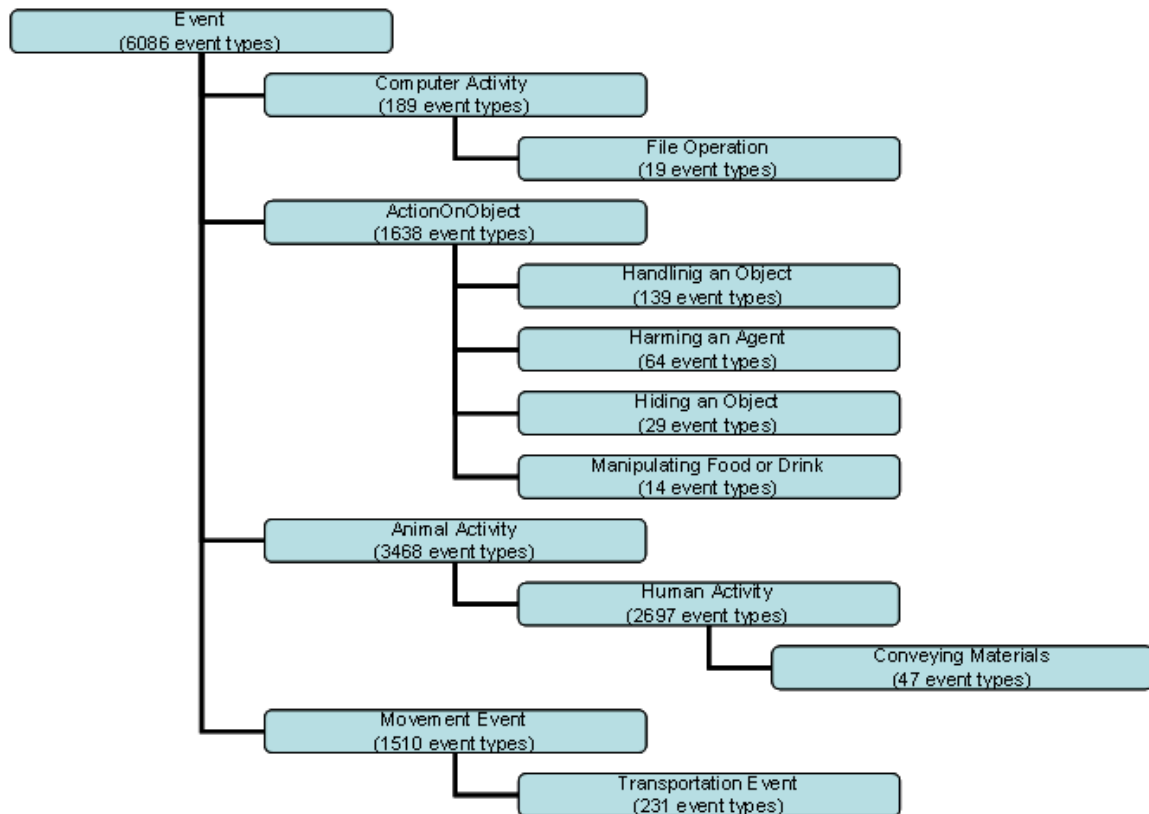 Event
(6086 event types)
Computer Activity
(189 event types)
File Operation
(19 event types)
ActionOnObject
(1638 event types)
Handlinig an Object
(139 event types)
Harming an Agent
(64 event types)
Hiding an Object
(29 event types)
Manipulating Food or Drink
(14 event types)
Animal Activity
(3468 event types)
Human Activity
(2697 event types)
Conveying Materials
(47 event types)
Movement Event
(1510 event types)
Transportation Event
(231 event types)